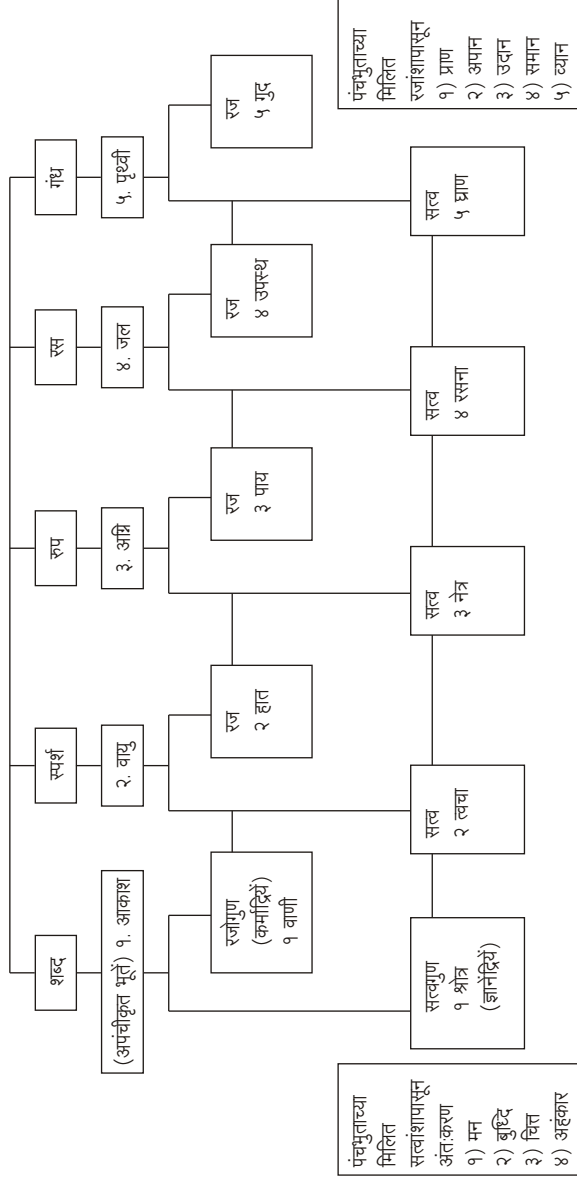 शब्द
स्पर्श
रुप
रस
गंध
(अपंचीकृत भूतें) १. आकाश
२. वायु
३. अग्नि
४. जल
५. पृथ्वी
रजोगुण
(कर्मेंद्रियें)
१ वाणी
रज
२ हात
रज
३ पाय
रज
४ उपस्थ
रज
५ गुद
सत्वगुण
१ श्रोत्र
(ज्ञानेंद्रियें)
सत्व
२ त्वचा
सत्व
३ नेत्र
सत्व
४ रसना
सत्व
५ घ्राण
पंचभुताच्या
मिलित
सत्वांशापासून
अंतःकरण
१) मन
२) बुध्दि
३) चित्त
४) अहंकार
पंचभुताच्या
मिलित
रजांशापासून
१) प्राण
२) अपान
३) उदान
४) समान
५) व्यान